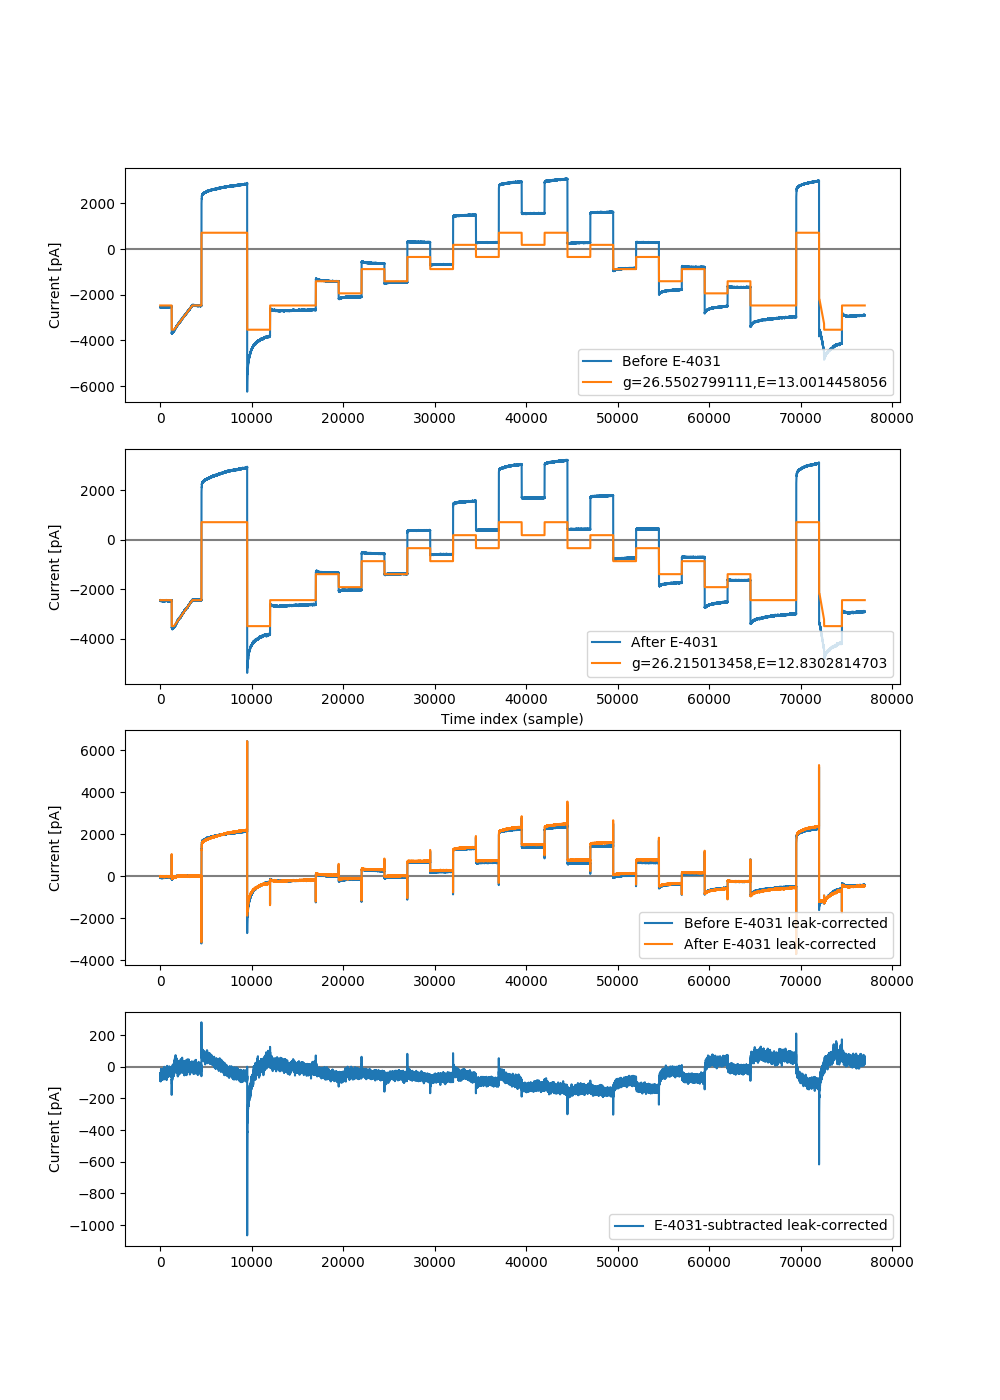 2000
0
−2000
−4000
−6000
Current [pA]
Before E-4031
g=26.5502799111,E=13.0014458056
0 10000 20000 30000 40000 50000 60000 70000 80000
2000
0
−2000
−4000
Current [pA]
After E-4031
g=26.215013458,E=12.8302814703
0 10000 20000 30000 40000 50000 60000 70000 80000
Time index (sample)
6000
4000
2000
0
−2000
−4000
Current [pA]
Before E-4031 leak-corrected
After E-4031 leak-corrected
0 10000 20000 30000 40000 50000 60000 70000 80000
200
0
−200
−400
−600
−800
−1000
Current [pA]
E-4031-subtracted leak-corrected
0 10000 20000 30000 40000 50000 60000 70000 80000